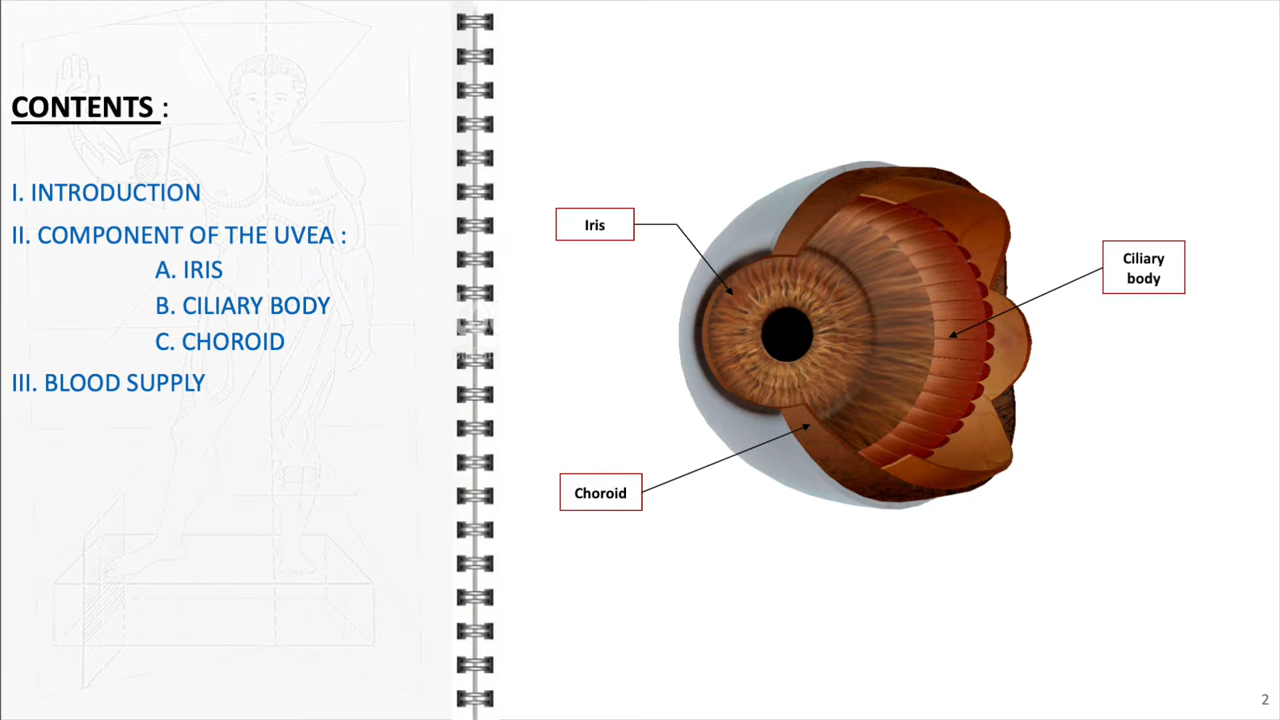 CONTENTS :
I. INTRODUCTION
II. COMPONENT OF THE UVEA :
A. IRIS
B. CILIARY BODY
C. CHOROID
III. BLOOD SUPPLY
Iris
Ciliary
body
Choroid
2